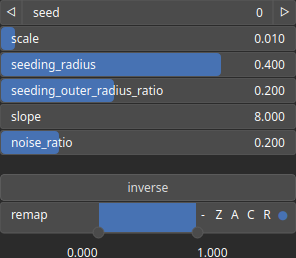 seed 0
scale 0.010
seeding_radius 0.400
seeding_outer_radius_ratio 0.200
slope 8.000
noise_ratio 0.200
inverse
remap - Z A C R
0.000 1.000